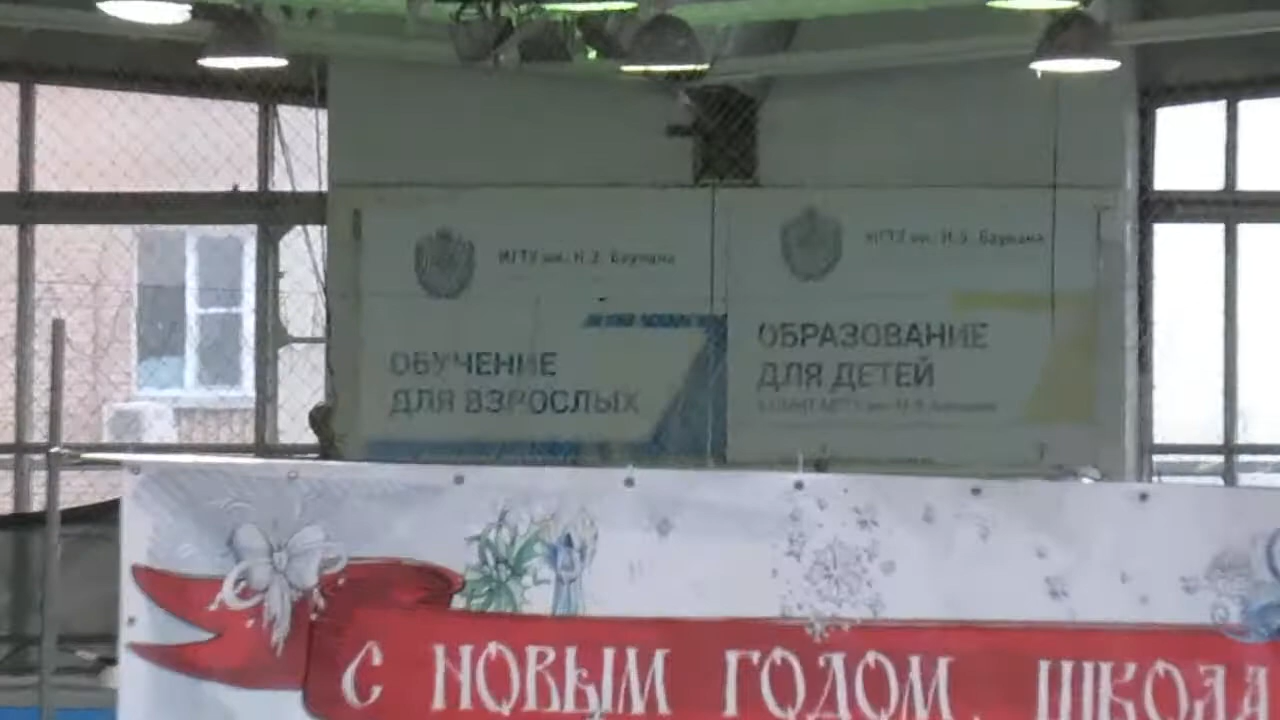 МГТУ им. Н.Э. Баумана
ОБУЧЕНИЕ
ДЛЯ ВЗРОСЛЫХ
МГТУ им. Н.Э. Баумана
ОБРАЗОВАНИЕ
ДЛЯ ДЕТЕЙ
С НОВЫМ ГОДОМ, ШКОЛА